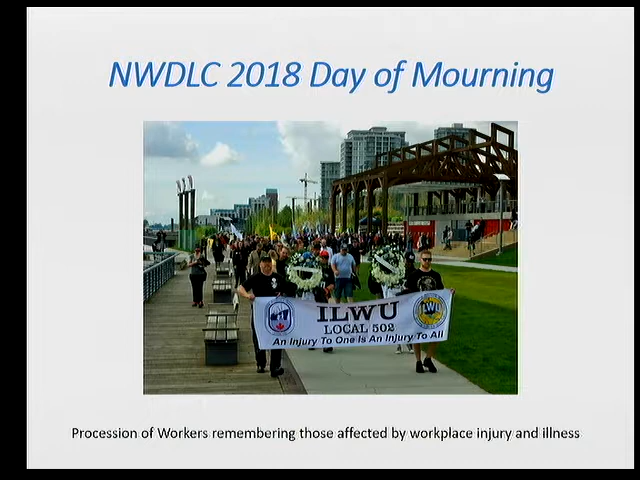 NWDLC 2018 Day of Mourning
ILWU
LOCAL 502
An Injury To One Is An Injury To All
ILWU
Procession of Workers remembering those affected by workplace injury and illness